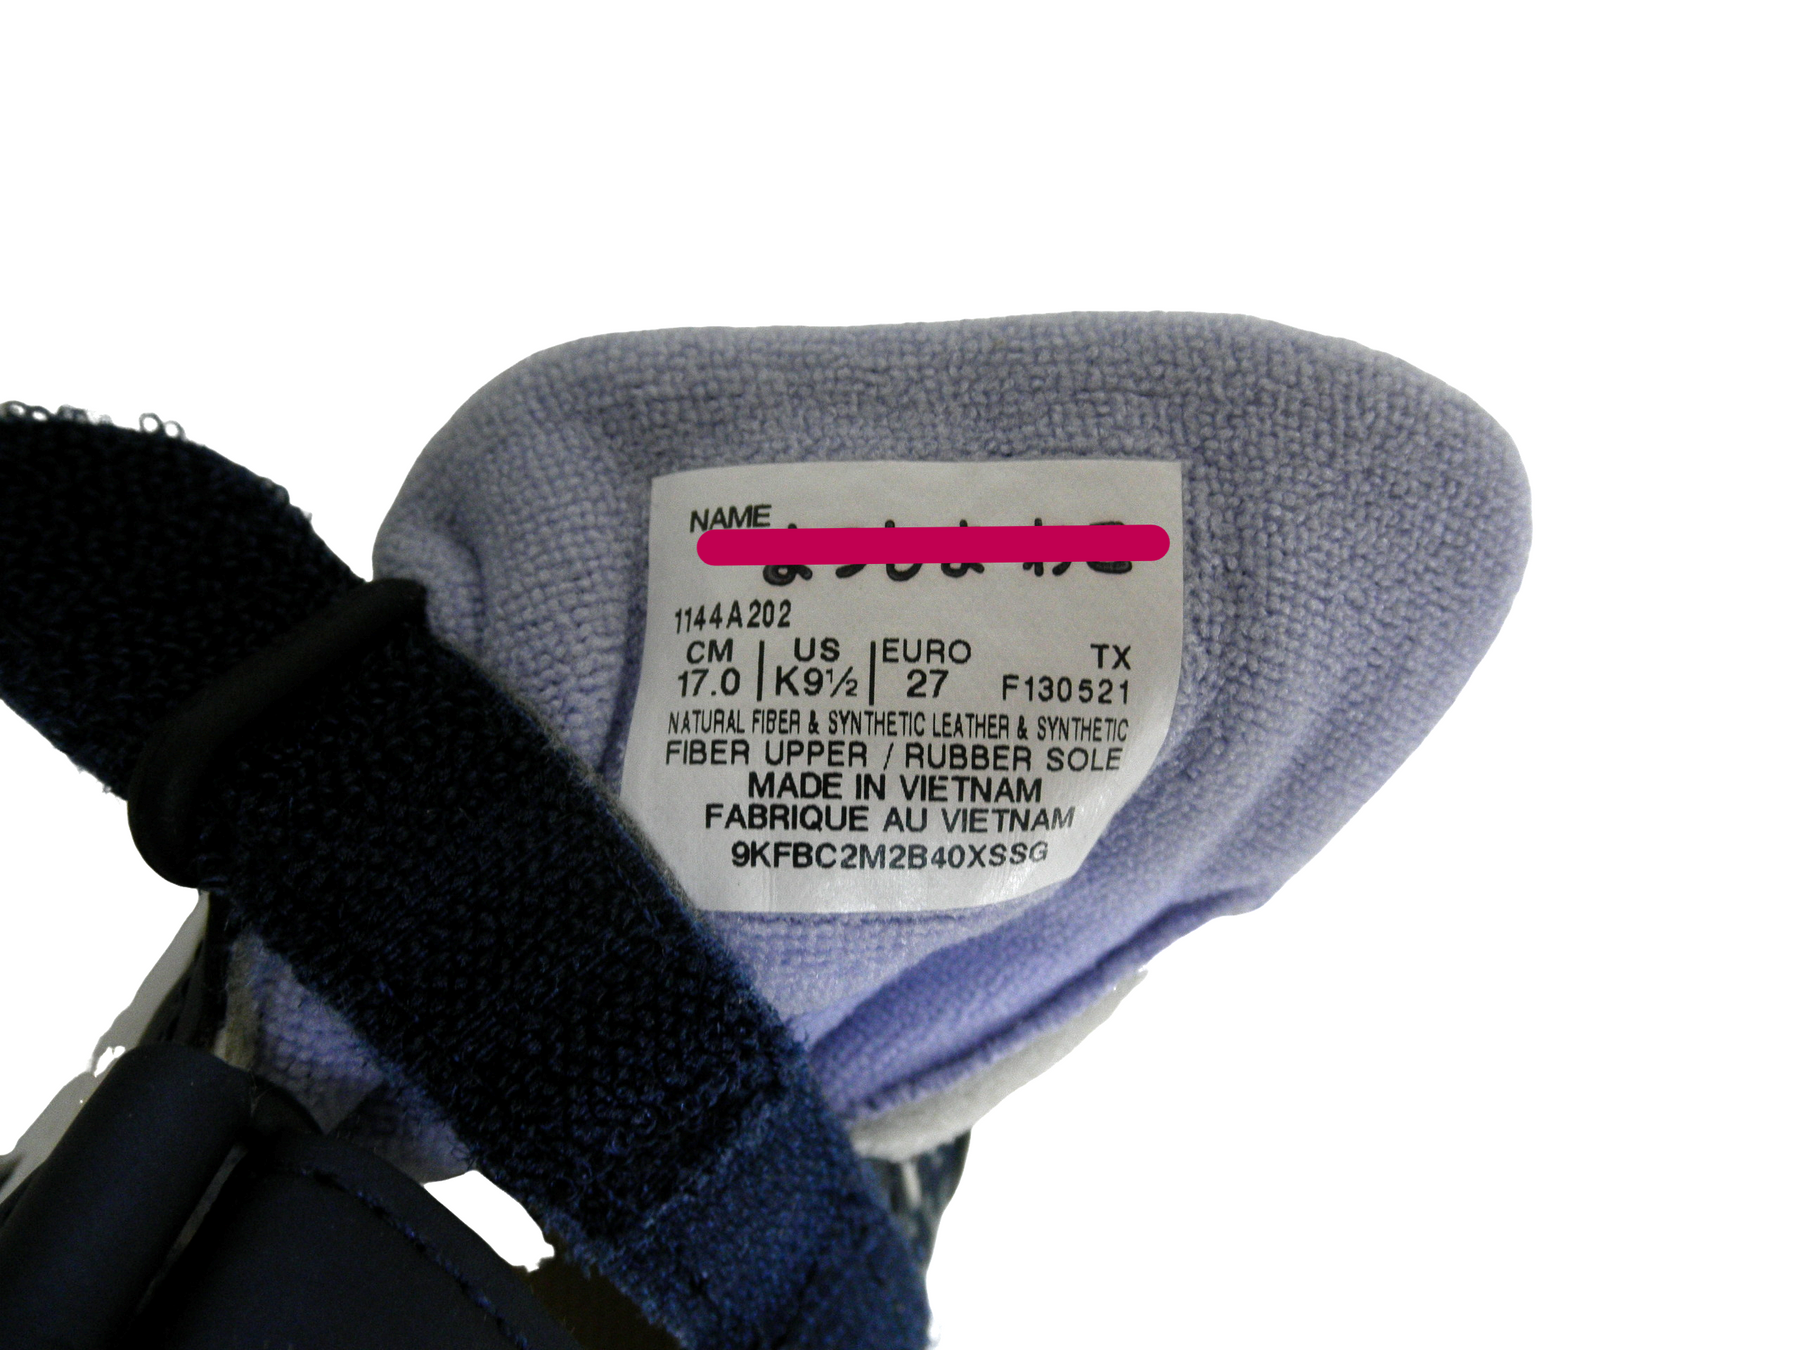 NAME
1144A202
CM US EURO TX
17.0 K9½ 27 F130521
NATURAL FIBER & SYNTHETIC LEATHER & SYNTHETIC
FIBER UPPER / RUBBER SOLE
MADE IN VIETNAM
FABRIQUE AU VIETNAM
9KFBC2M2B40XSSG